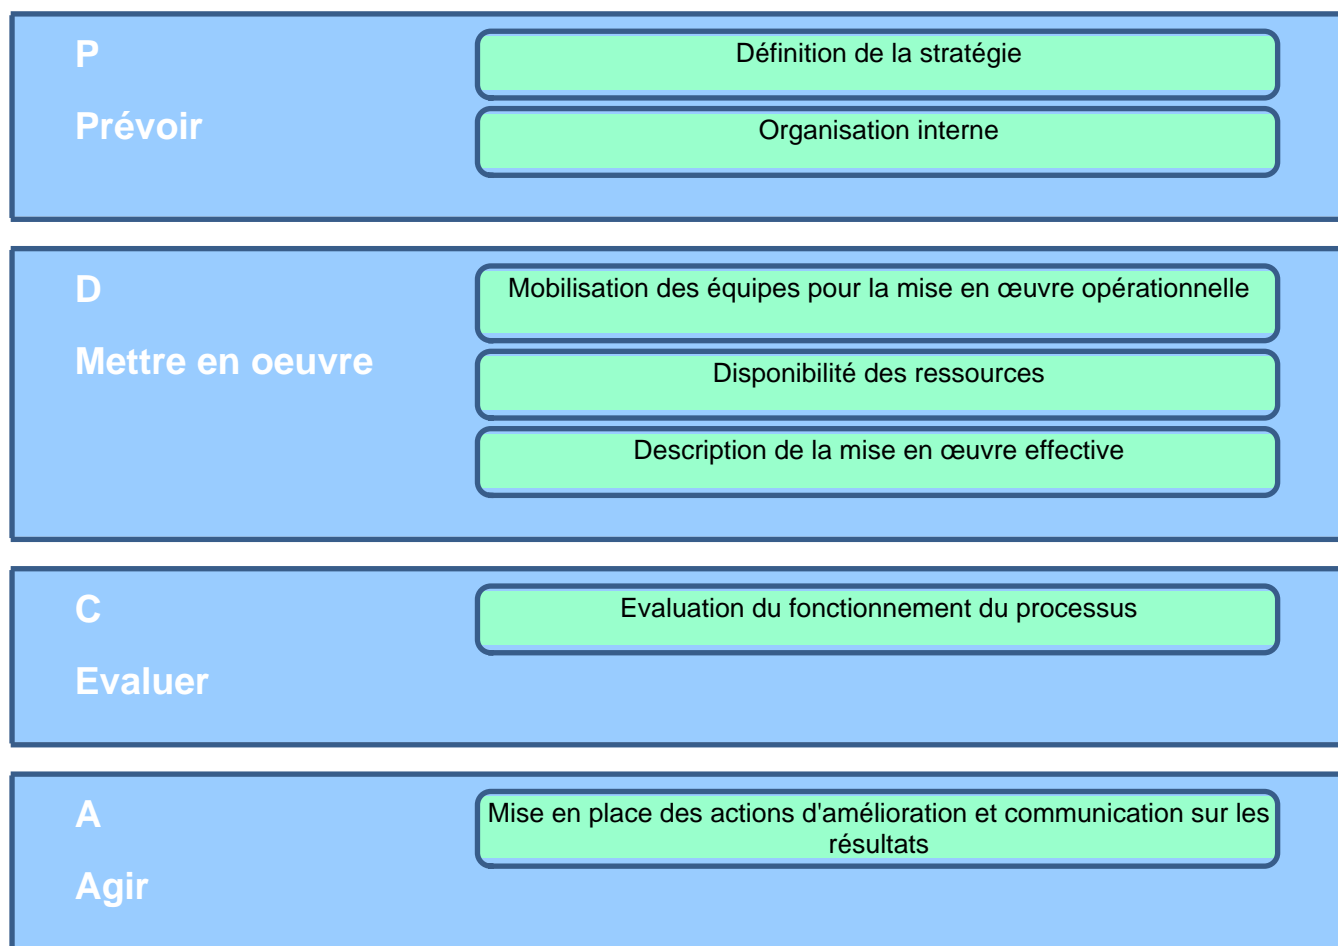 P
Prévoir
Définition de la stratégie
Organisation interne
D
Mettre en oeuvre
Mobilisation des équipes pour la mise en œuvre opérationnelle
Disponibilité des ressources
Description de la mise en œuvre effective
C
Evaluer
Evaluation du fonctionnement du processus
A
Agir
Mise en place des actions d'amélioration et communication sur les
résultats